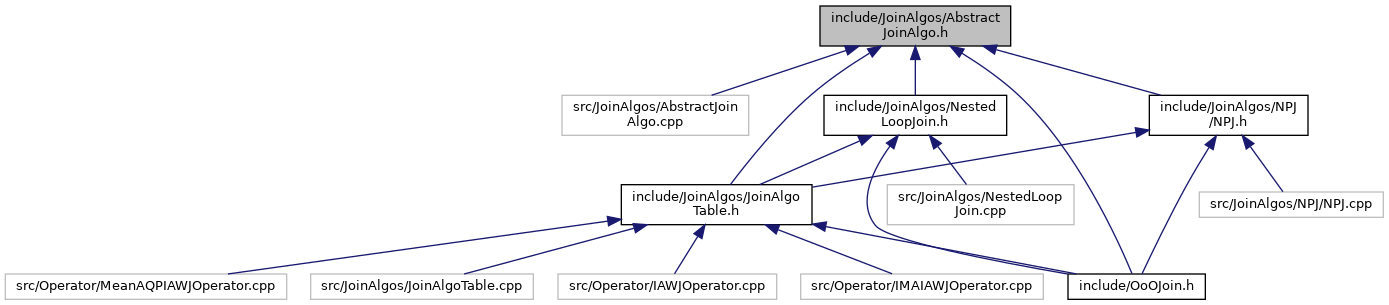 include/JoinAlgos/Abstract
JoinAlgo.h
src/JoinAlgos/AbstractJoin
Algo.cpp
include/JoinAlgos/Nested
LoopJoin.h
include/JoinAlgos/NPJ
/NPJ.h
include/JoinAlgos/JoinAlgo
Table.h
src/JoinAlgos/NestedLoop
Join.cpp
src/JoinAlgos/NPJ/NPJ.cpp
src/Operator/MeanAQPIAWJOperator.cpp
src/JoinAlgos/JoinAlgoTable.cpp
src/Operator/IAWJOperator.cpp
src/Operator/IMAIAWJOperator.cpp
include/OoOJoin.h